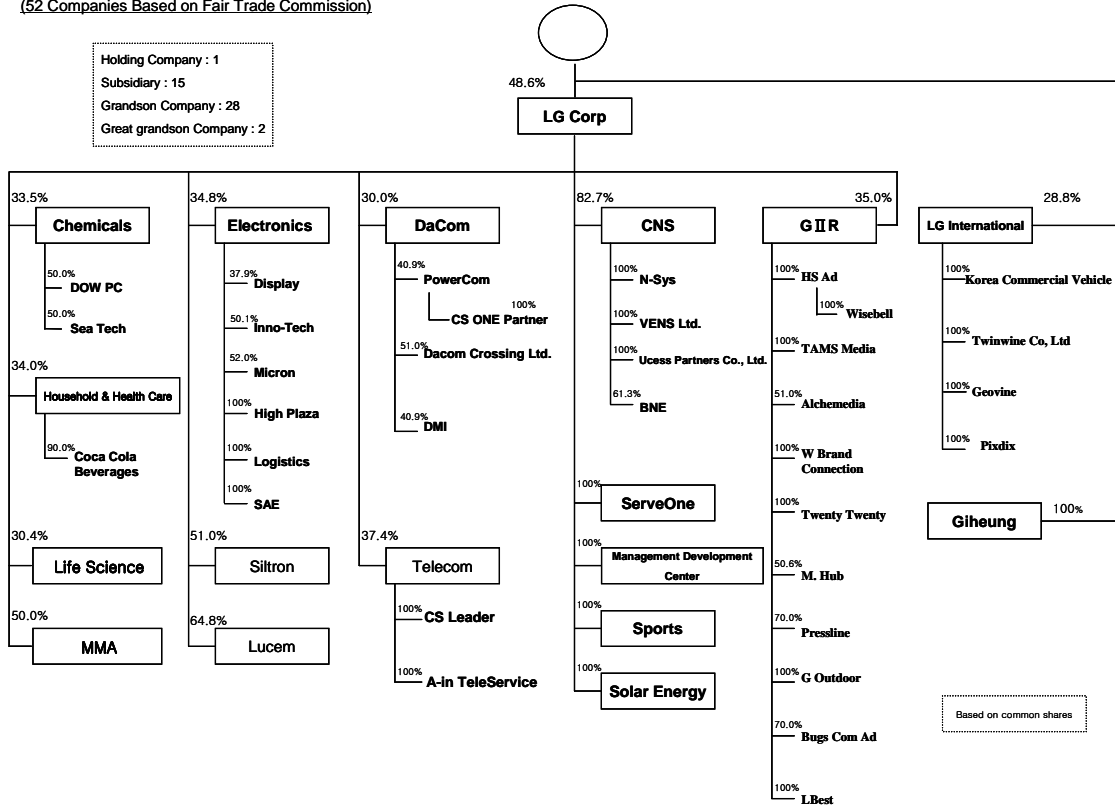 (52 Companies Based on Fair Trade Commission)
Holding Company : 1
Subsidiary : 15
Grandson Company : 28
Great grandson Company : 2
48.6%
LG Corp
33.5%
Chemicals
50.0%
DOW PC
50.0%
Sea Tech
34.0%
Household & Health Care
90.0%
Coca Cola
Beverages
30.4%
Life Science
50.0%
MMA
34.8%
Electronics
37.9%
Display
50.1%
Inno-Tech
52.0%
Micron
100%
High Plaza
100%
Logistics
100%
SAE
51.0%
Siltron
64.8%
Lucem
30.0%
DaCom
40.9%
PowerCom
100%
CS ONE Partner
51.0%
Dacom Crossing Ltd.
40.9%
DMI
37.4%
Telecom
100%
CS Leader
100%
A-in TeleService
82.7%
CNS
100%
N-Sys
100%
VENS Ltd.
100%
Ucess Partners Co., Ltd.
61.3%
BNE
100%
ServeOne
100%
Management Development
Center
100%
Sports
100%
Solar Energy
35.0%
GⅡR
100%
HS Ad
100%
Wisebell
100%
TAMS Media
51.0%
Alchemedia
100%
W Brand
Connection
100%
Twenty Twenty
50.6%
M. Hub
70.0%
Pressline
100%
G Outdoor
70.0%
Bugs Com Ad
100%
LBest
28.8%
LG International
100%
Korea Commercial Vehicle
100%
Twinwine Co, Ltd
100%
Geovine
100%
Pixdix
100%
Giheung
Based on common shares